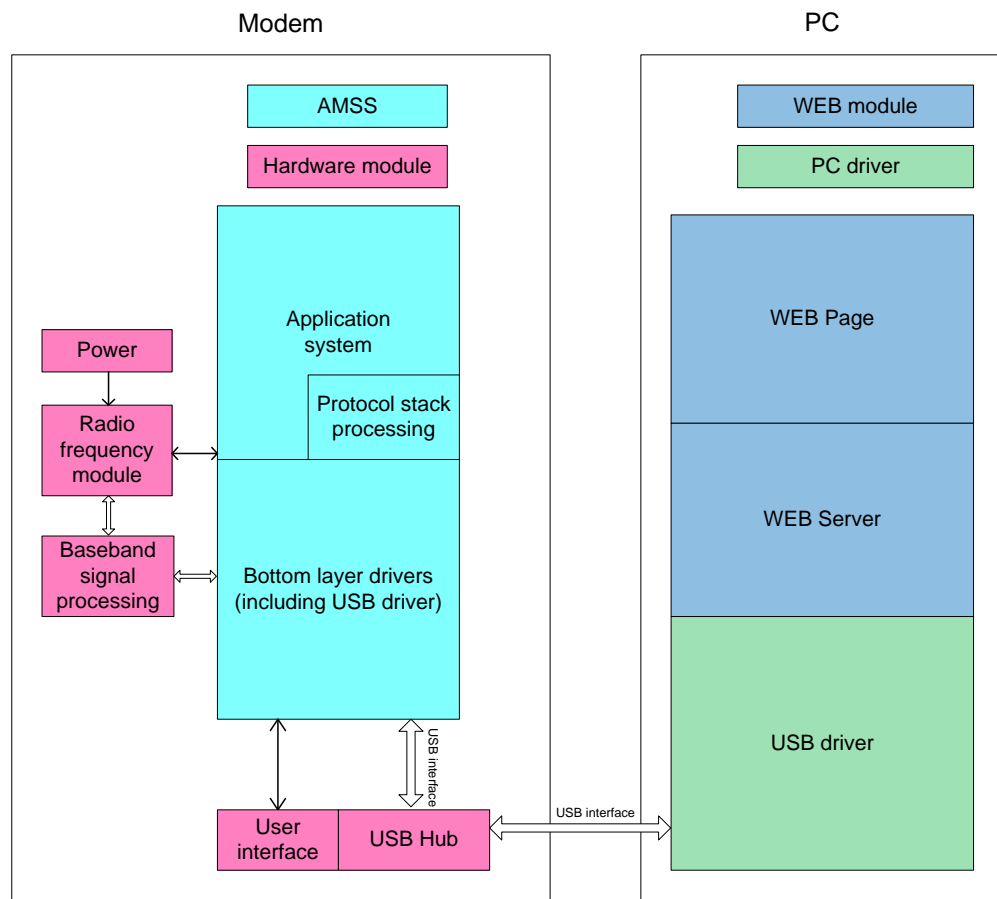 Modem
PC
AMSS
Hardware module
WEB module
PC driver
Application
system
Protocol stack
processing
Power
Radio
frequency
module
Baseband
signal
processing
Bottom layer drivers
(including USB driver)
USB interface
User
interface
USB Hub
USB interface
WEB Page
WEB Server
USB driver